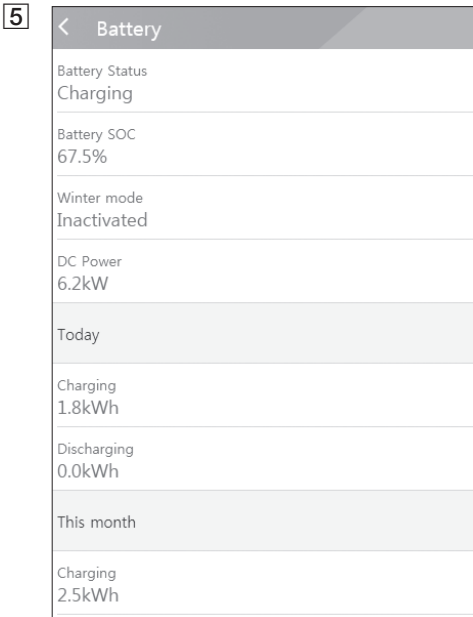 5
Battery
Battery Status
Charging
Battery SOC
67.5%
Winter mode
Inactivated
DC Power
6.2kW
Today
Charging
1.8kWh
Discharging
0.0kWh
This month
Charging
2.5kWh